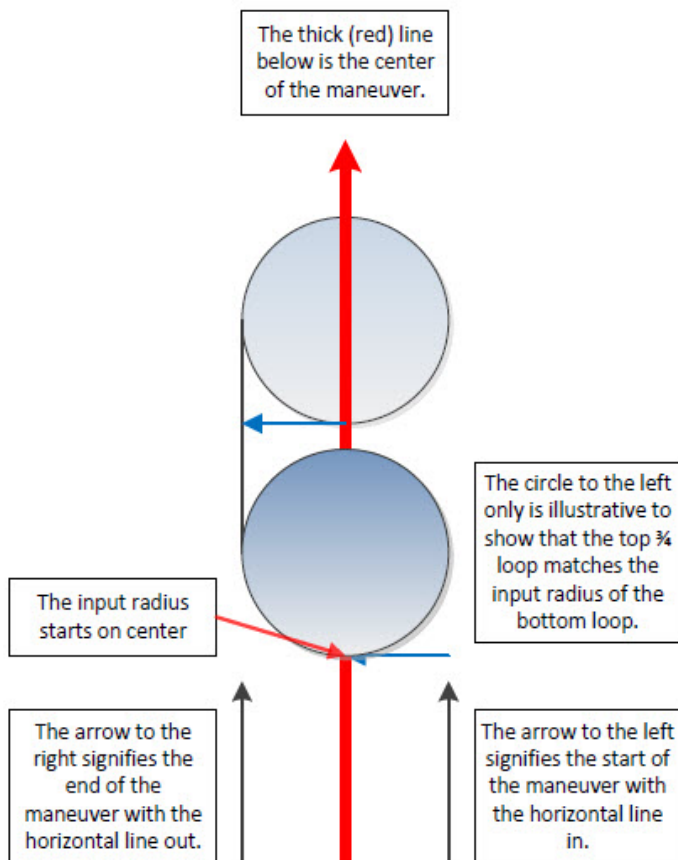 The thick (red) line
below is the center
of the maneuver.
The circle to the left
only is illustrative to
show that the top ¾
loop matches the
input radius of the
bottom loop.
The input radius
starts on center
The arrow to the
right signifies the
end of the
maneuver with the
horizontal line out.
The arrow to the left
signifies the start of
the maneuver with
the horizontal line
in.